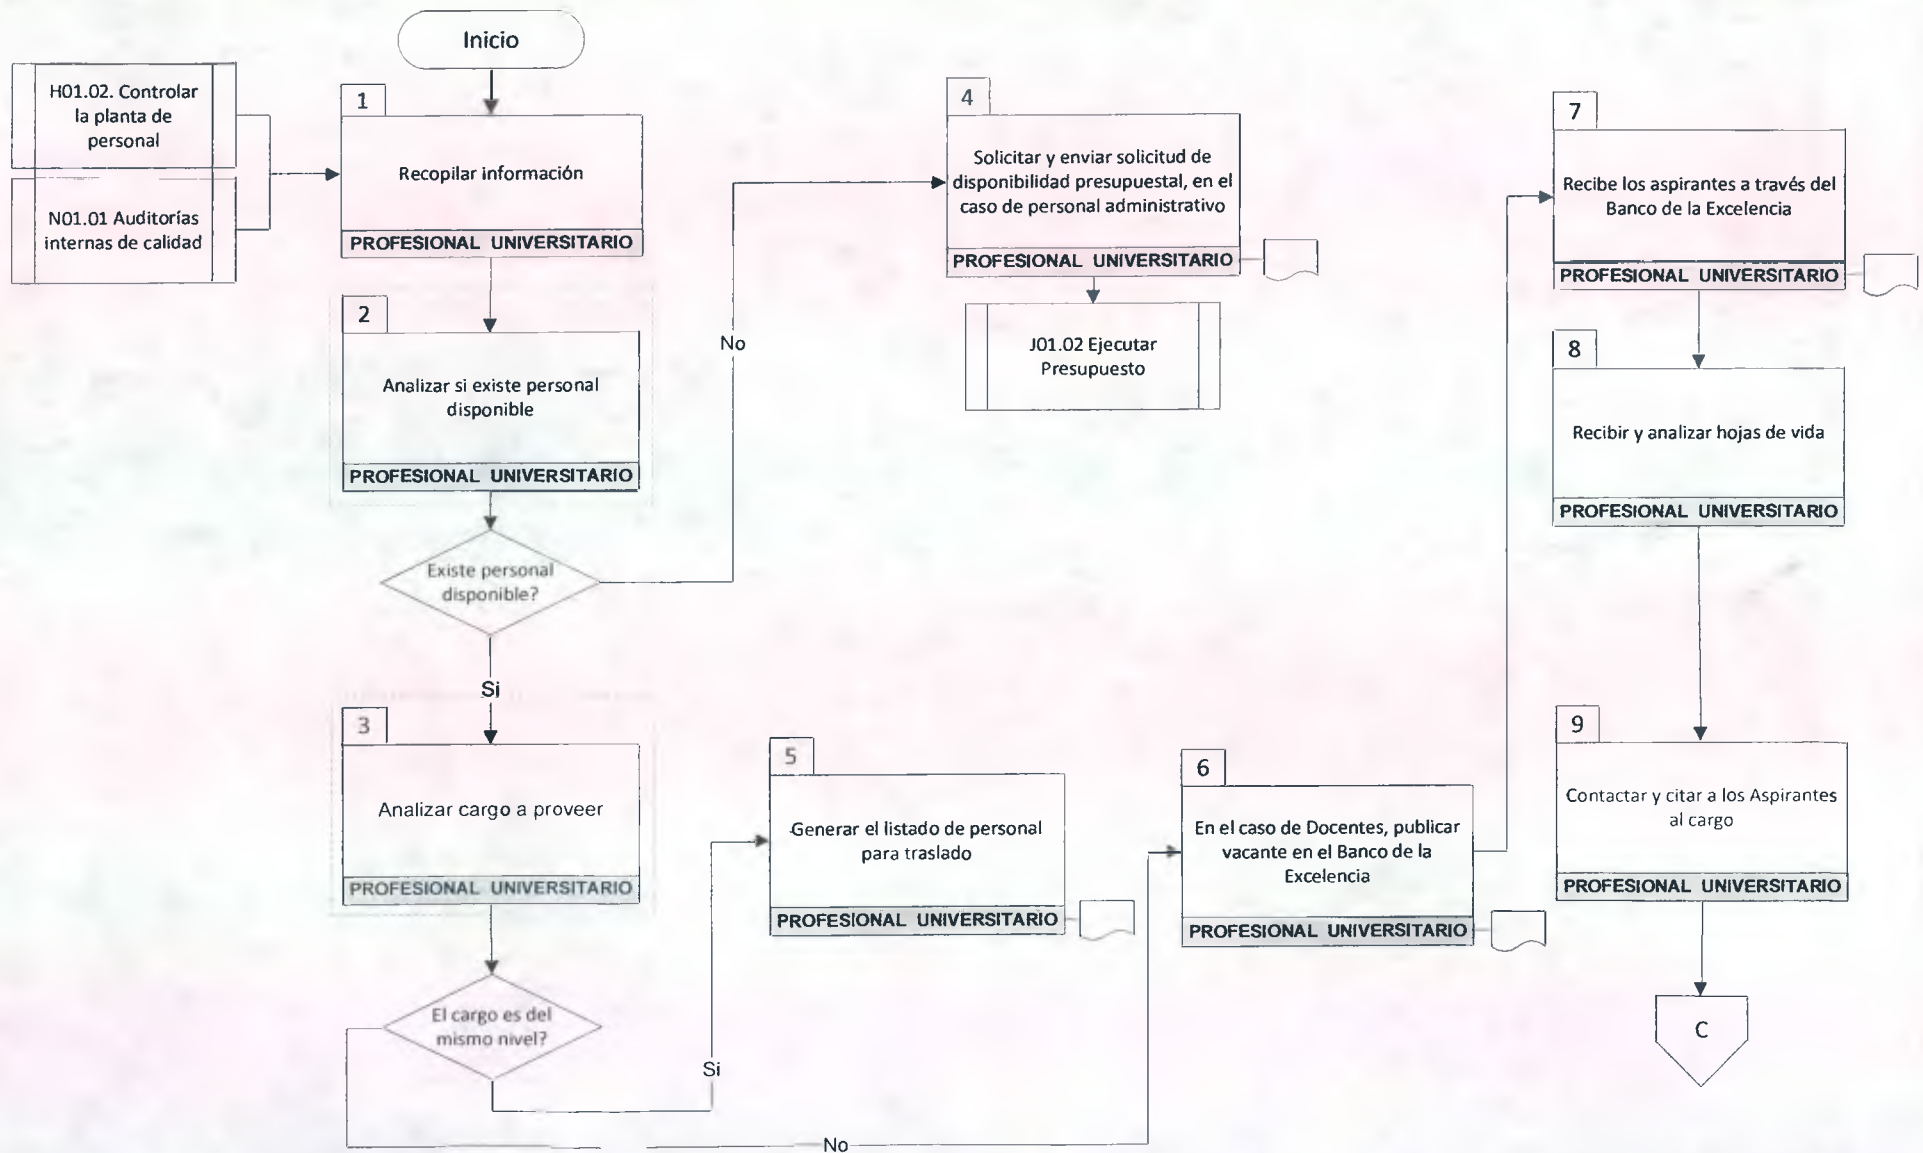 Inicio
H01.02. Controlar
la planta de
personal
N01.01 Auditorías
internas de calidad
1
Recopilar información
PROFESIONAL UNIVERSITARIO
2
Analizar si existe personal
disponible
PROFESIONAL UNIVERSITARIO
Existe personal
disponible?
No
Si
3
Analizar cargo a proveer
PROFESIONAL UNIVERSITARIO
El cargo es del
mismo nivel?
Si
No
4
Solicitar y enviar solicitud de
disponibilidad presupuestal, en el
caso de personal administrativo
PROFESIONAL UNIVERSITARIO
J01.02 Ejecutar
Presupuesto
5
Generar el listado de personal
para traslado
PROFESIONAL UNIVERSITARIO
6
En el caso de Docentes, publicar
vacante en el Banco de la
Excelencia
PROFESIONAL UNIVERSITARIO
7
Recibe los aspirantes a través del
Banco de la Excelencia
PROFESIONAL UNIVERSITARIO
8
Recibir y analizar hojas de vida
PROFESIONAL UNIVERSITARIO
9
Contactar y citar a los Aspirantes
al cargo
PROFESIONAL UNIVERSITARIO
C